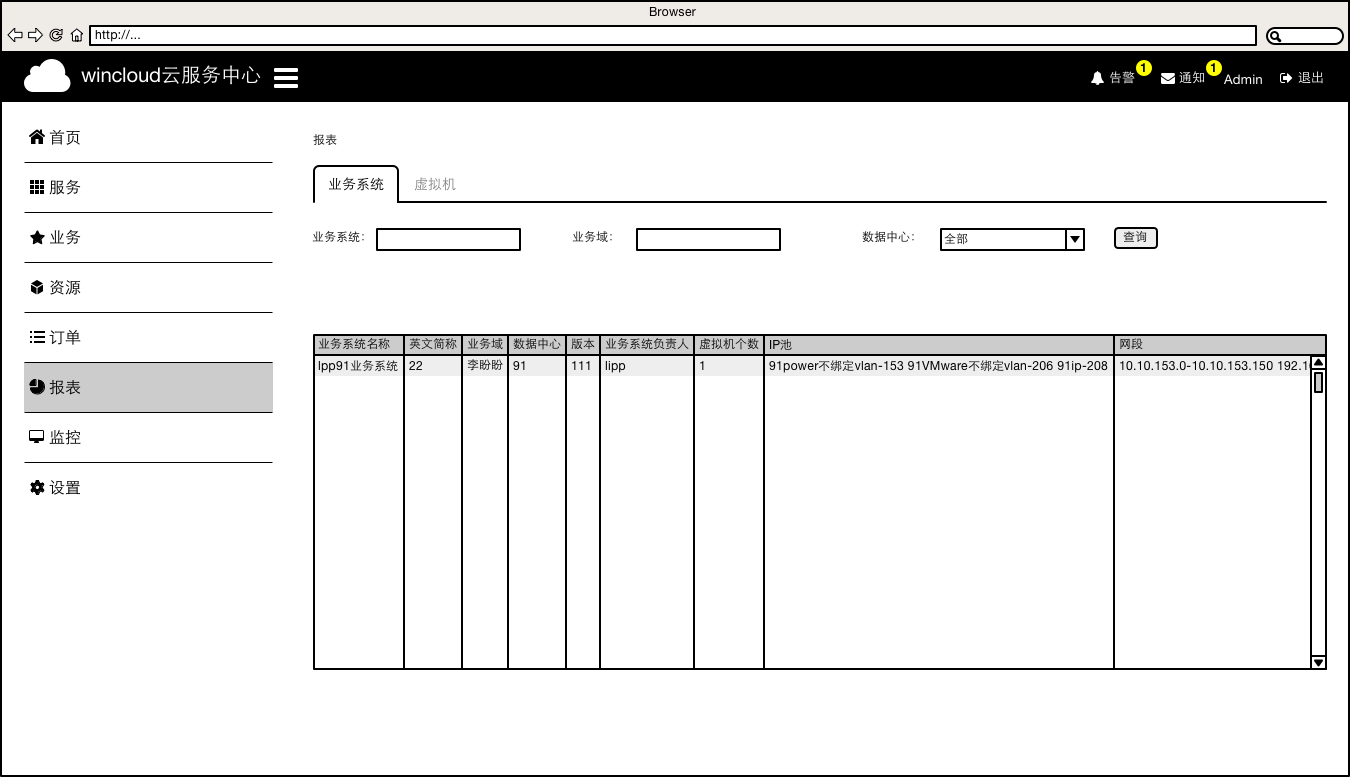 Browser
http://...
wincloud云服务中心 告警 1 通知 1 Admin 退出
首页
服务
业务
资源
订单
报表
监控
设置
报表
业务系统 虚拟机
业务系统： 业务域： 数据中心： 全部 查询
业务系统名称 英文简称 业务域 数据中心 版本 业务系统负责人 虚拟机个数 IP池 网段
lpp91业务系统 22 李盼盼 91 111 lipp 1 91power不绑定vlan-153 91VMware不绑定vlan-206 91ip-208 10.10.153.0-10.10.153.150